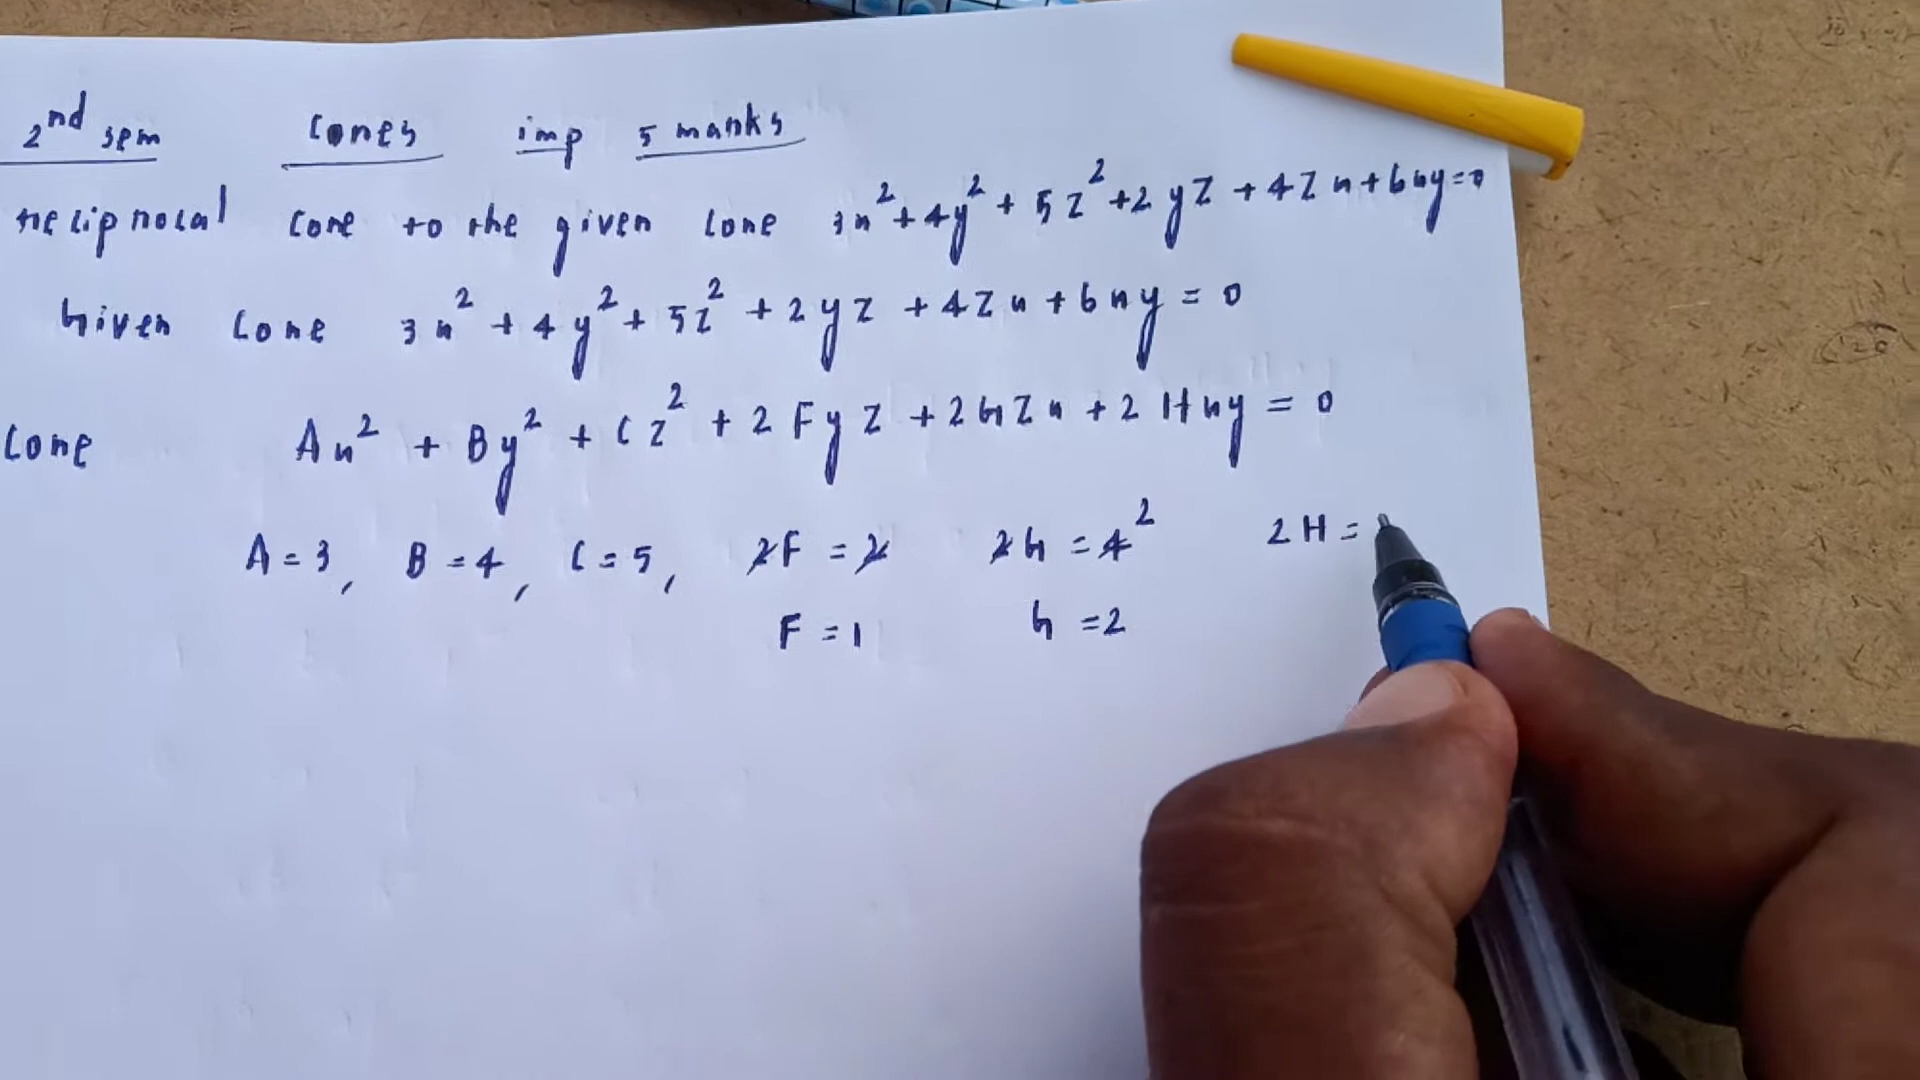 2nd sem cones imp 5 marks
reciprocal cone to the given cone 3x²+4y²+5z²+2yz+4zx+6xy=0
Given cone 3x²+4y²+5z²+2yz+4zx+6xy=0
Cone Ax²+By²+Cz²+2Fyz+2Gzx+2Hxy=0
A=3, B=4, C=5, 2F=2 2G=4 2 2H=
F=1 G=2